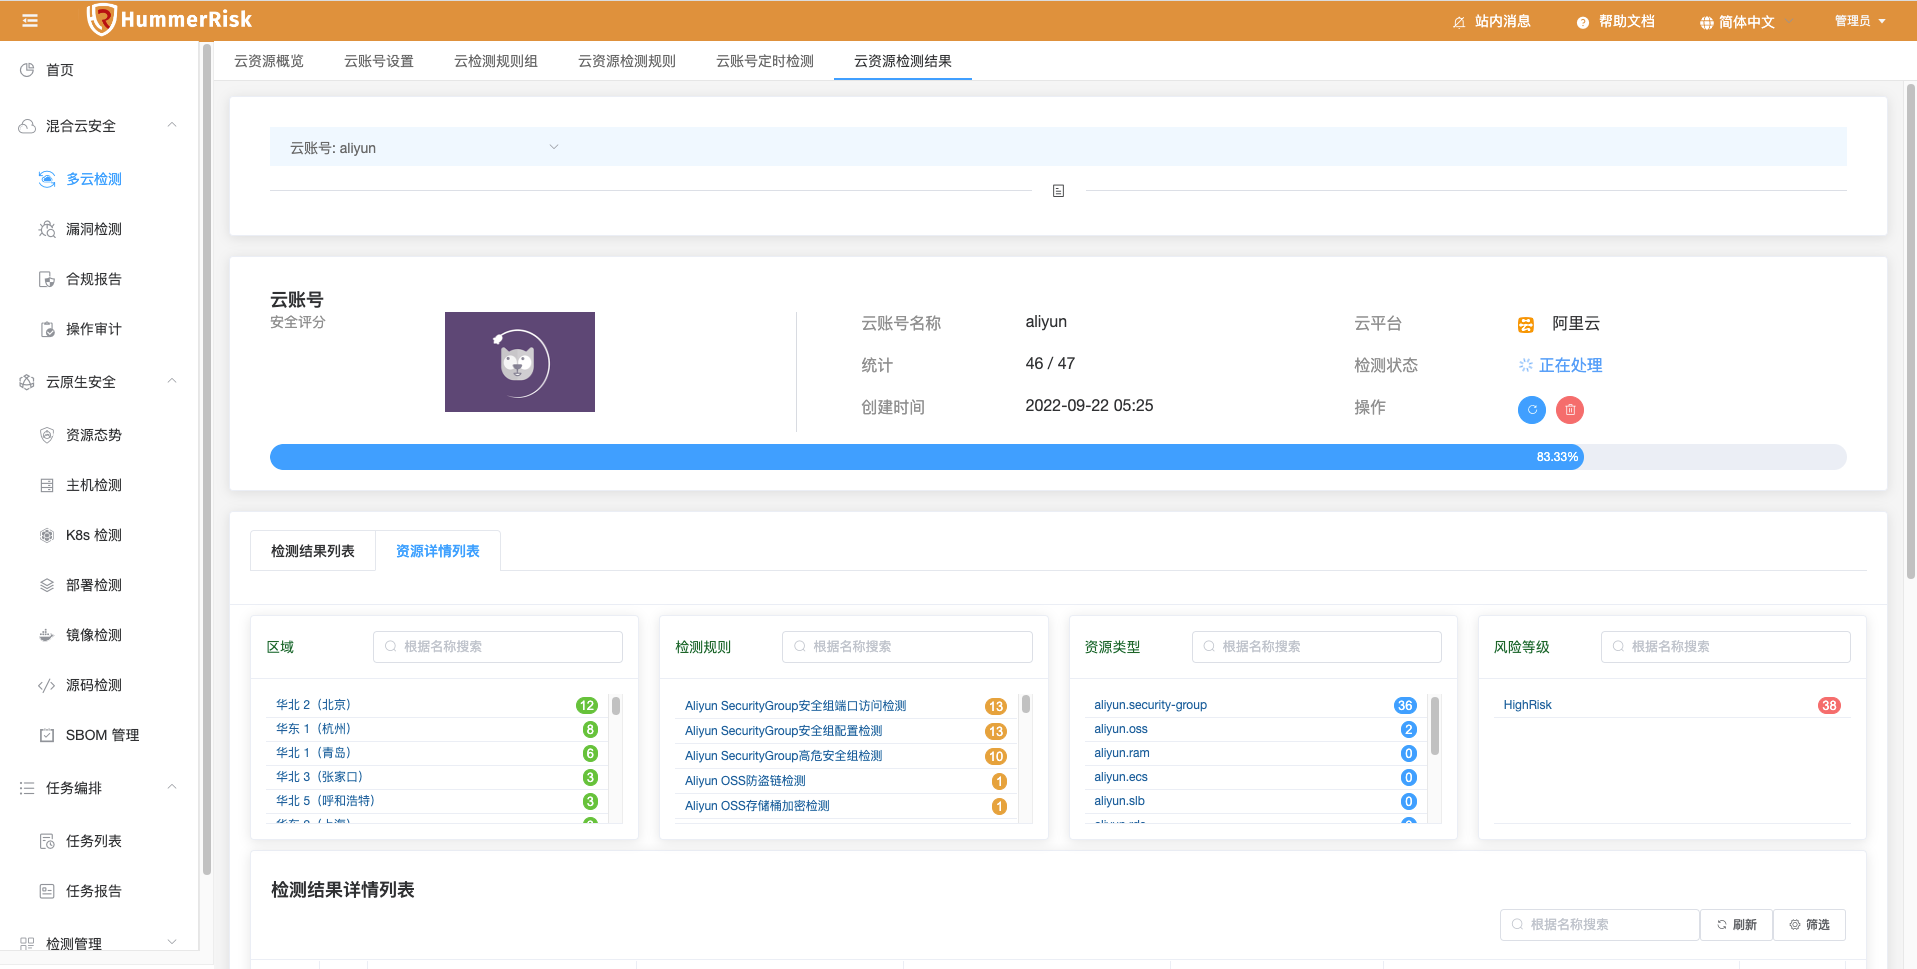 HummerRisk
站内消息
帮助文档
简体中文
管理员
首页
混合云安全
多云检测
漏洞检测
合规报告
操作审计
云原生安全
资源态势
主机检测
K8s 检测
部署检测
镜像检测
源码检测
SBOM 管理
任务编排
任务列表
任务报告
检测管理
云资源概览
云账号设置
云检测规则组
云资源检测规则
云账号定时检测
云资源检测结果
云账号: aliyun
云账号
安全评分
云账号名称
aliyun
云平台
阿里云
统计
46 / 47
检测状态
正在处理
创建时间
2022-09-22 05:25
操作
83.33%
检测结果列表
资源详情列表
区域
根据名称搜索
华北 2（北京）
12
华东 1（杭州）
8
华北 1（青岛）
6
华北 3（张家口）
3
华北 5（呼和浩特）
3
检测规则
根据名称搜索
Aliyun SecurityGroup安全组端口访问检测
13
Aliyun SecurityGroup安全组配置检测
13
Aliyun SecurityGroup高危安全组检测
10
Aliyun OSS防盗链检测
1
Aliyun OSS存储桶加密检测
1
资源类型
根据名称搜索
aliyun.security-group
36
aliyun.oss
2
aliyun.ram
0
aliyun.ecs
0
aliyun.slb
0
风险等级
根据名称搜索
HighRisk
38
检测结果详情列表
根据名称搜索
刷新
筛选